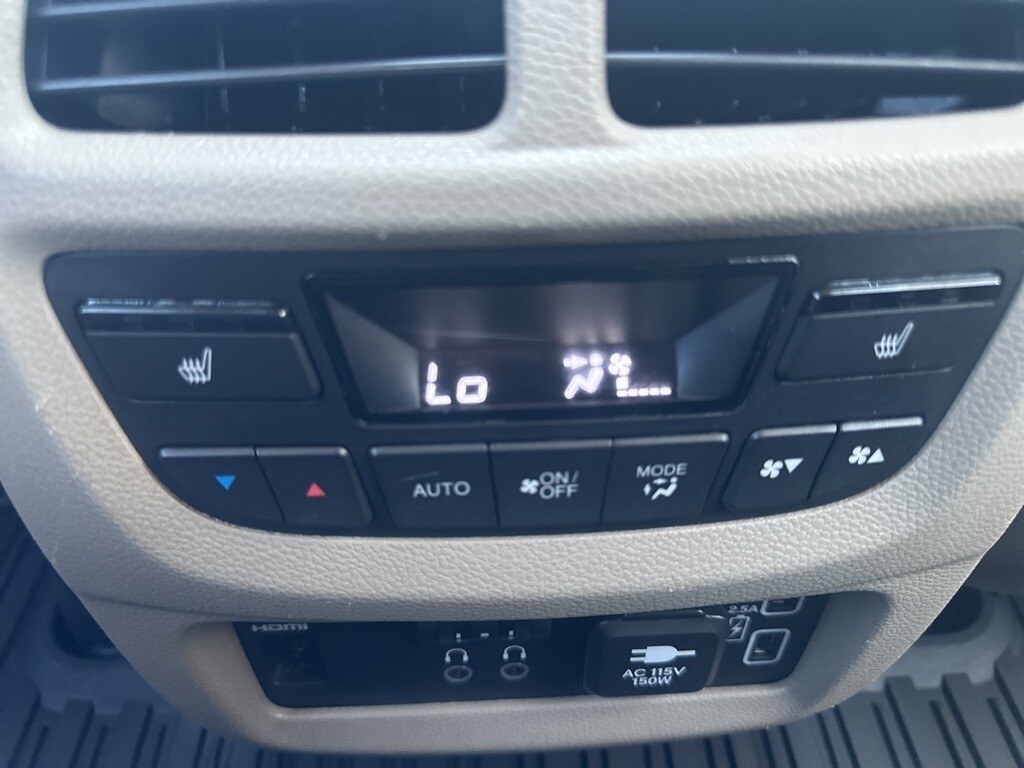 Lo
AUTO
ON/
OFF
MODE
HDMI
2.5A
AC 115V
150W